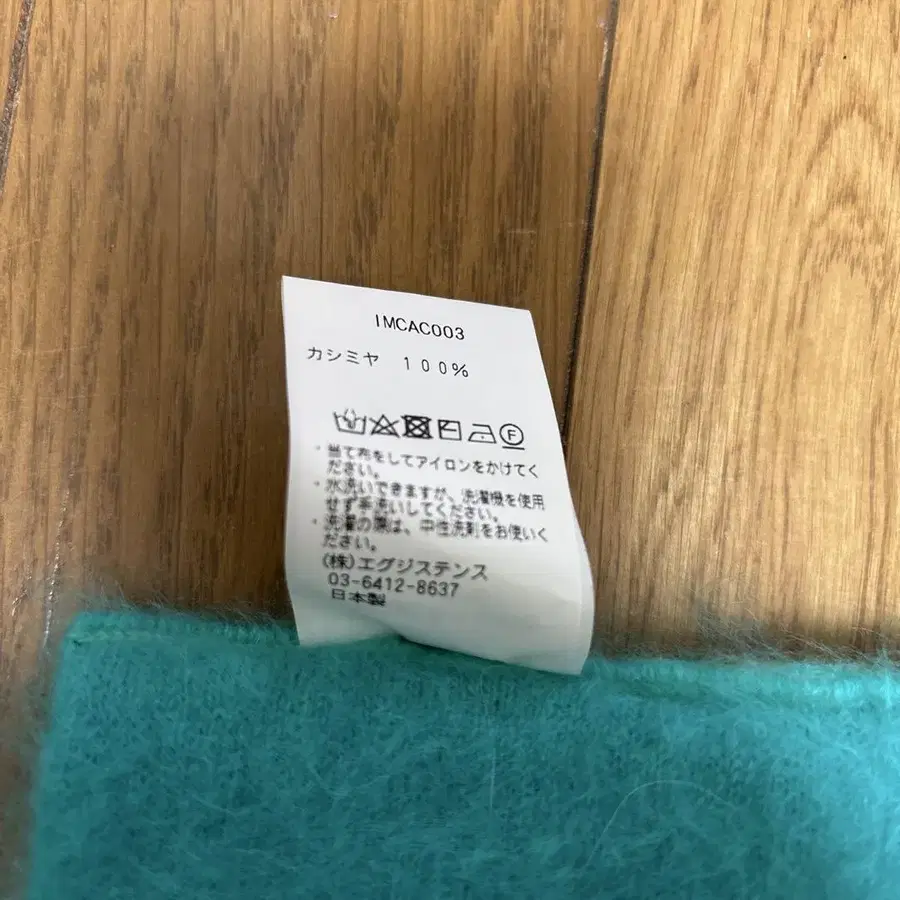 IMCAC003
カシミヤ 100%
F
・当て布をしてアイロンをかけてく
ださい。
・水洗いできますが、洗濯機を使用
せず手洗いしてください。
・洗濯の際は、中性洗剤をお使いく
ださい。
(株)エグジステンス
03-6412-8637
日本製